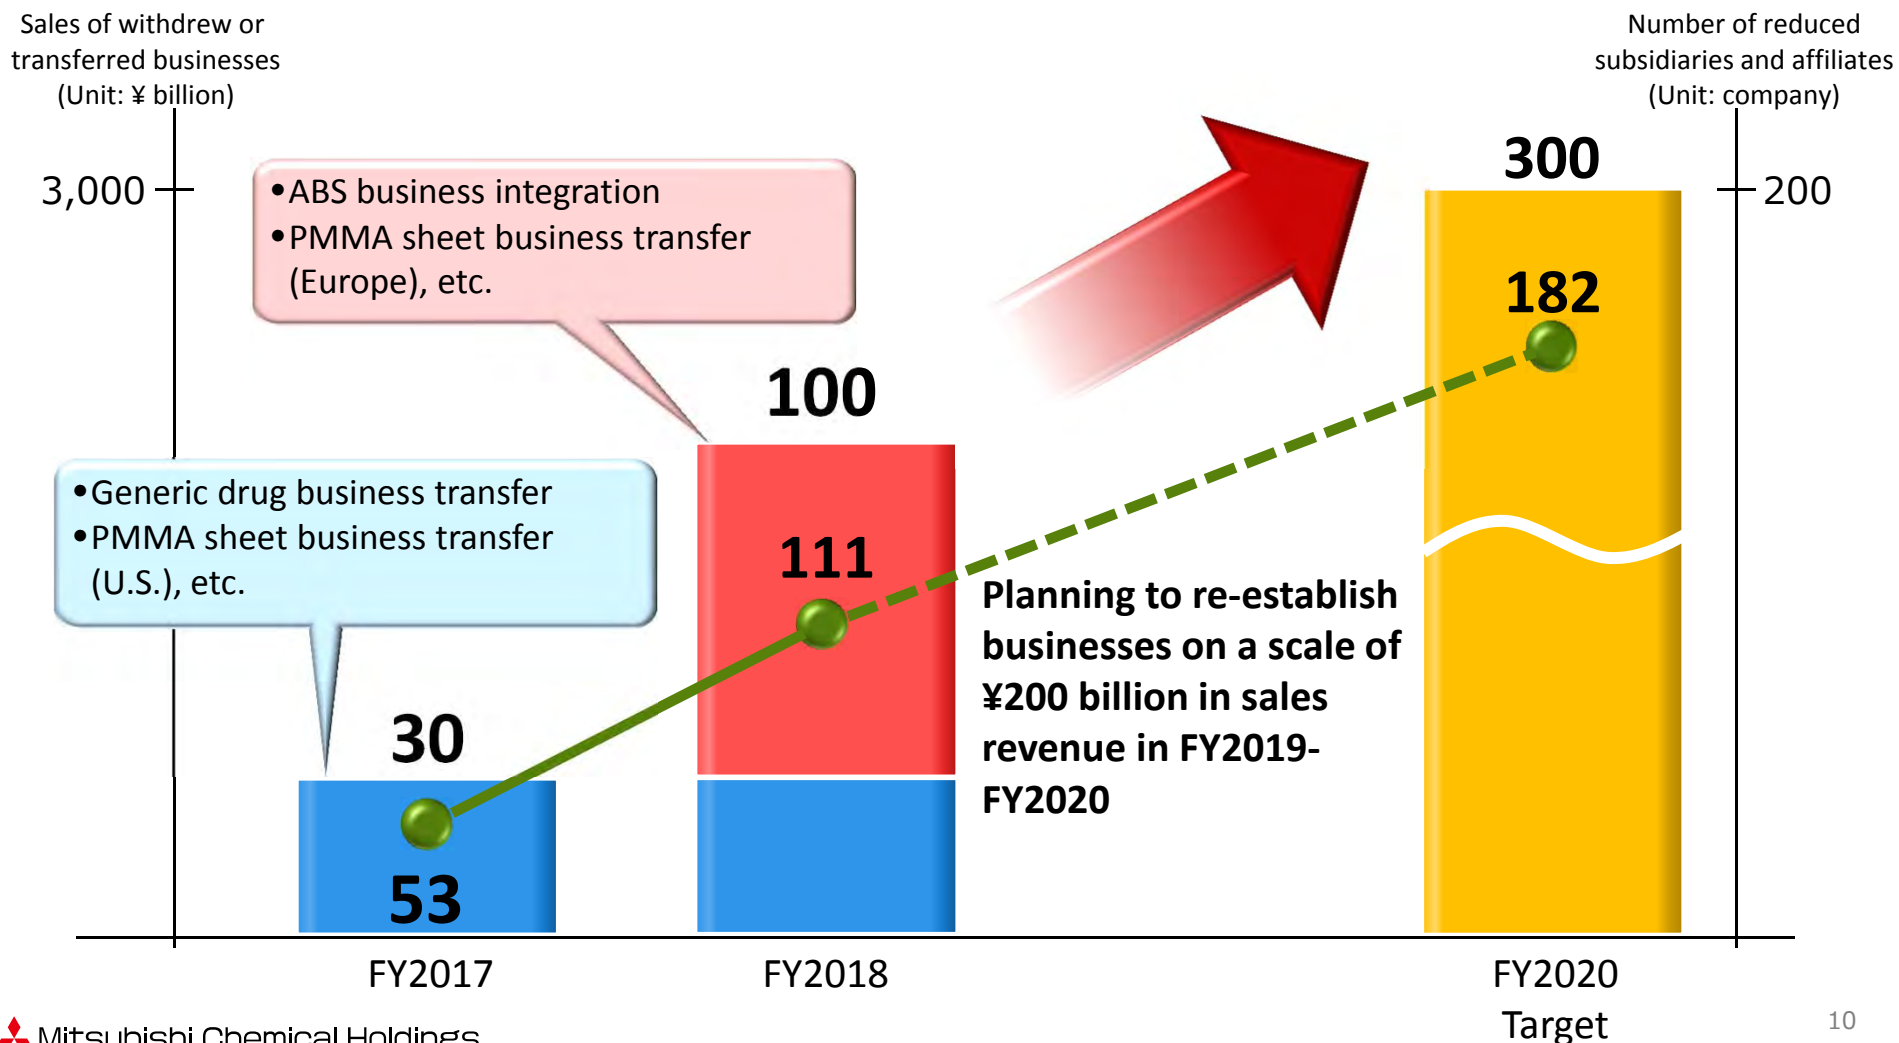 Sales of withdrew or
transferred businesses
(Unit: ¥ billion)
Number of reduced
subsidiaries and affiliates
(Unit: company)
3,000
200
•ABS business integration
•PMMA sheet business transfer
(Europe), etc.
300
182
100
111
•Generic drug business transfer
•PMMA sheet business transfer
(U.S.), etc.
Planning to re-establish
businesses on a scale of
¥200 billion in sales
revenue in FY2019-
FY2020
30
53
FY2017
FY2018
FY2020
Target
Mitsubishi Chemical Holdings
10